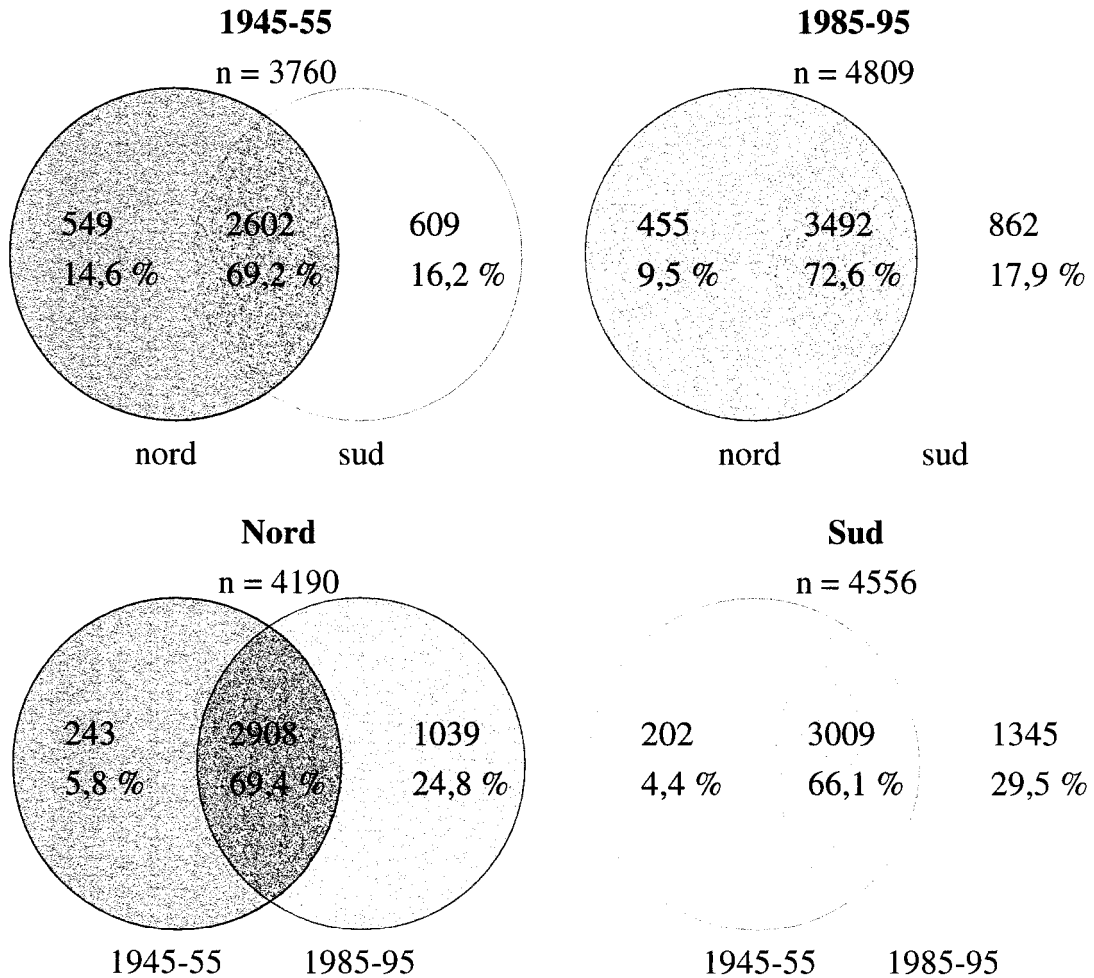 1945-55
n = 3760
549 2602 609
14,6 % 69,2 % 16,2 %
nord sud
1985-95
n = 4809
455 3492 862
9,5 % 72,6 % 17,9 %
nord sud
Nord
n = 4190
243 2908 1039
5,8 % 69,4 % 24,8 %
1945-55 1985-95
Sud
n = 4556
202 3009 1345
4,4 % 66,1 % 29,5 %
1945-55 1985-95